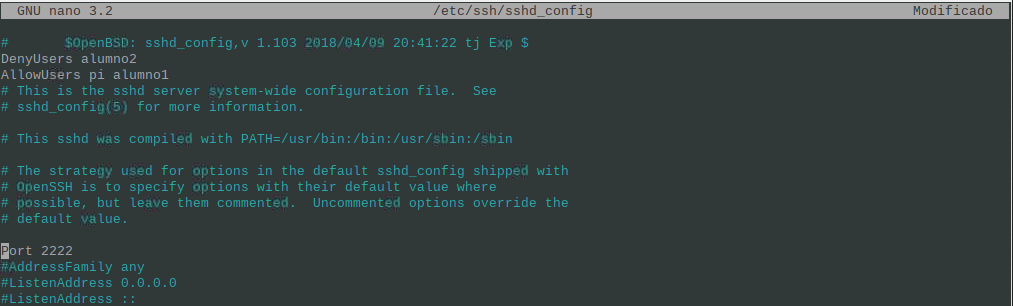 GNU nano 3.2 /etc/ssh/sshd_config Modificado
# $OpenBSD: sshd_config,v 1.103 2018/04/09 20:41:22 tj Exp $
DenyUsers alumno2
AllowUsers pi alumno1
# This is the sshd server system-wide configuration file.  See
# sshd_config(5) for more information.
# This sshd was compiled with PATH=/usr/bin:/bin:/usr/sbin:/sbin
# The strategy used for options in the default sshd_config shipped with
# OpenSSH is to specify options with their default value where
# possible, but leave them commented.  Uncommented options override the
# default value.
Port 2222
#AddressFamily any
#ListenAddress 0.0.0.0
#ListenAddress ::